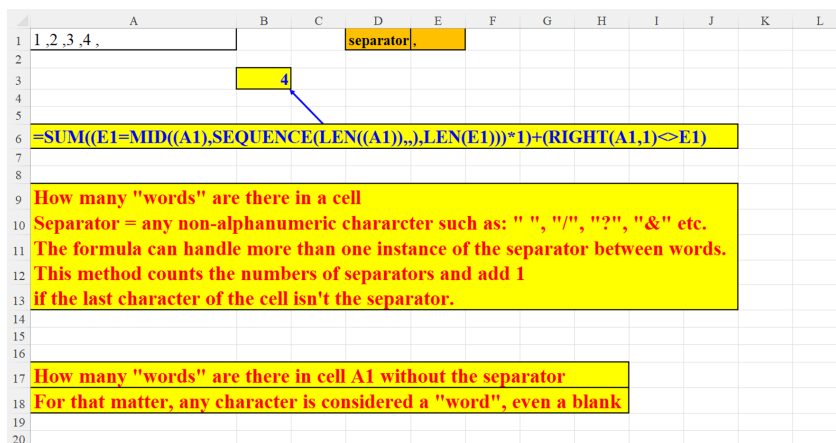 A B C D E F G H I J K L
1 1 ,2 ,3 ,4 , separator ,
2
3 4
4
5
6 =SUM((E1=MID((A1),SEQUENCE(LEN((A1)),,),LEN(E1)))*1)+(RIGHT(A1,1)<>E1)
7
8
9 How many "words" are there in a cell
10 Separator = any non-alphanumeric chararcter such as: " ", "/", "?", "&" etc.
11 The formula can handle more than one instance of the separator between words.
12 This method counts the numbers of separators and add 1
13 if the last character of the cell isn't the separator.
14
15
16
17 How many "words" are there in cell A1 without the separator
18 For that matter, any character is considered a "word", even a blank
19
20